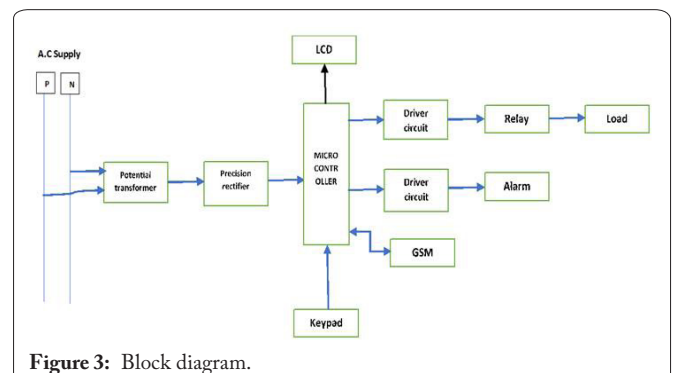 LCD
A.C Supply
P N
Driver
circuit
Relay
Load
MICRO
CONTR
OLLER
Potential
transformer
Precision
rectifier
Driver
circuit
Alarm
GSM
Keypad
Figure 3: Block diagram.